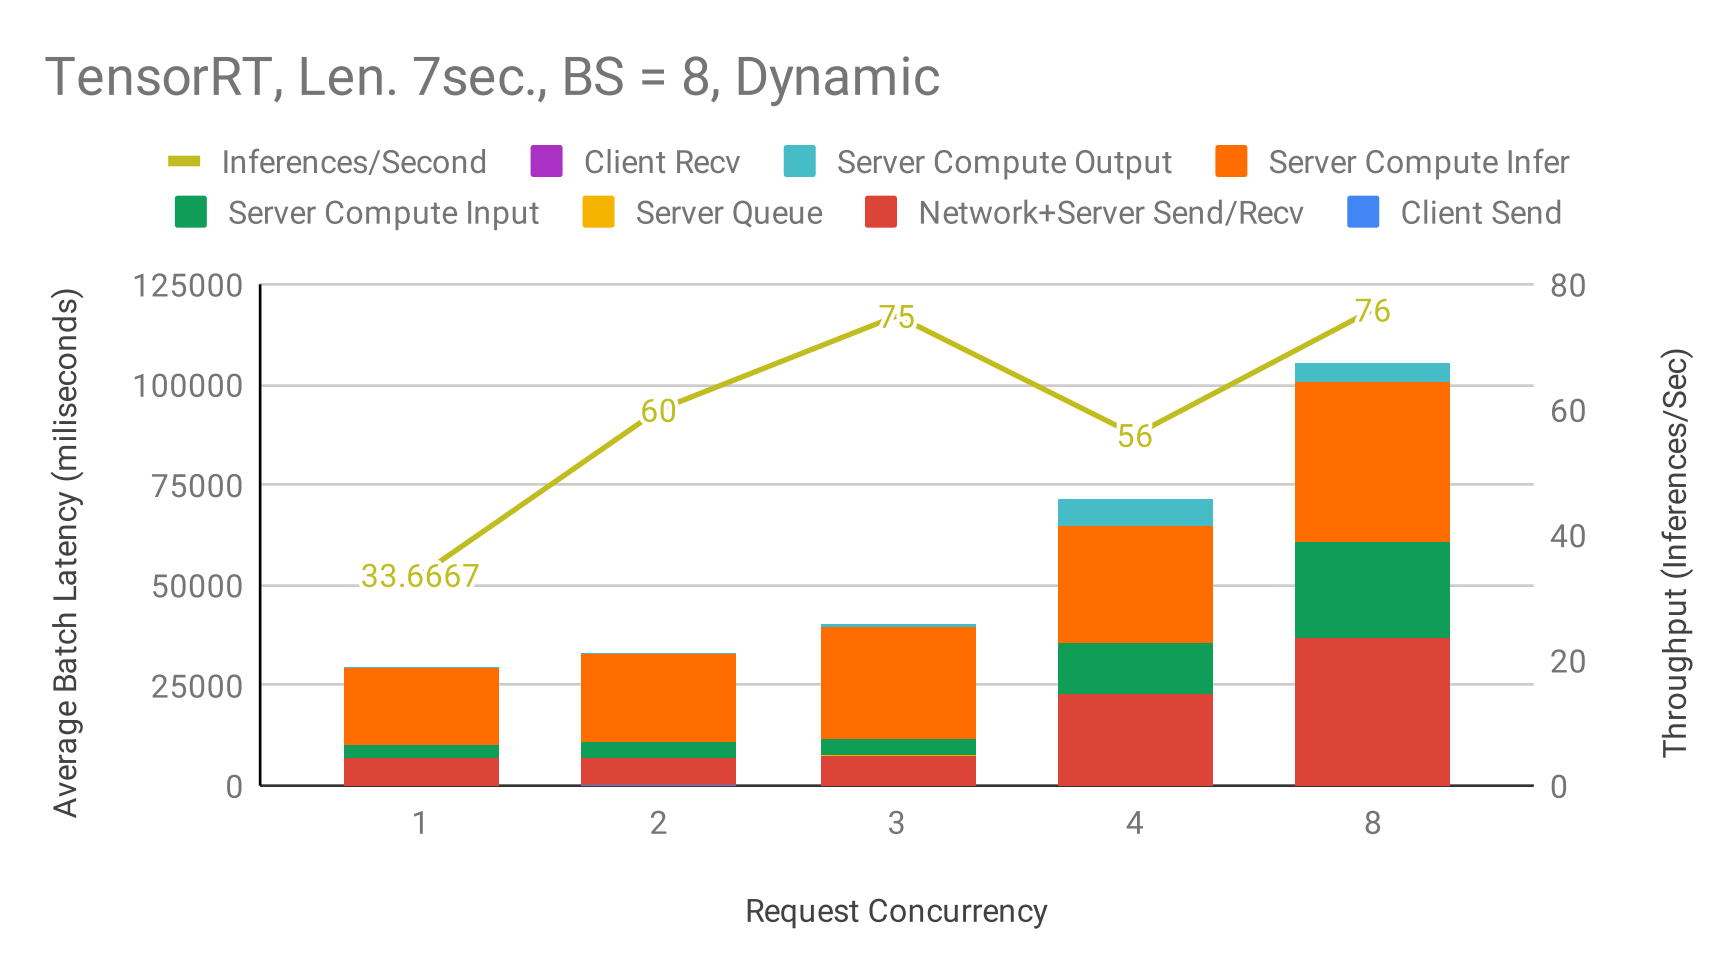 TensorRT, Len. 7sec., BS = 8, Dynamic
Inferences/Second Client Recv Server Compute Output Server Compute Infer
Server Compute Input Server Queue Network+Server Send/Recv Client Send
Average Batch Latency (miliseconds)
125000
100000
75000
50000
25000
0
33.6667
60
75
56
76
80
60
40
20
0
Throughput (Inferences/Sec)
1 2 3 4 8
Request Concurrency